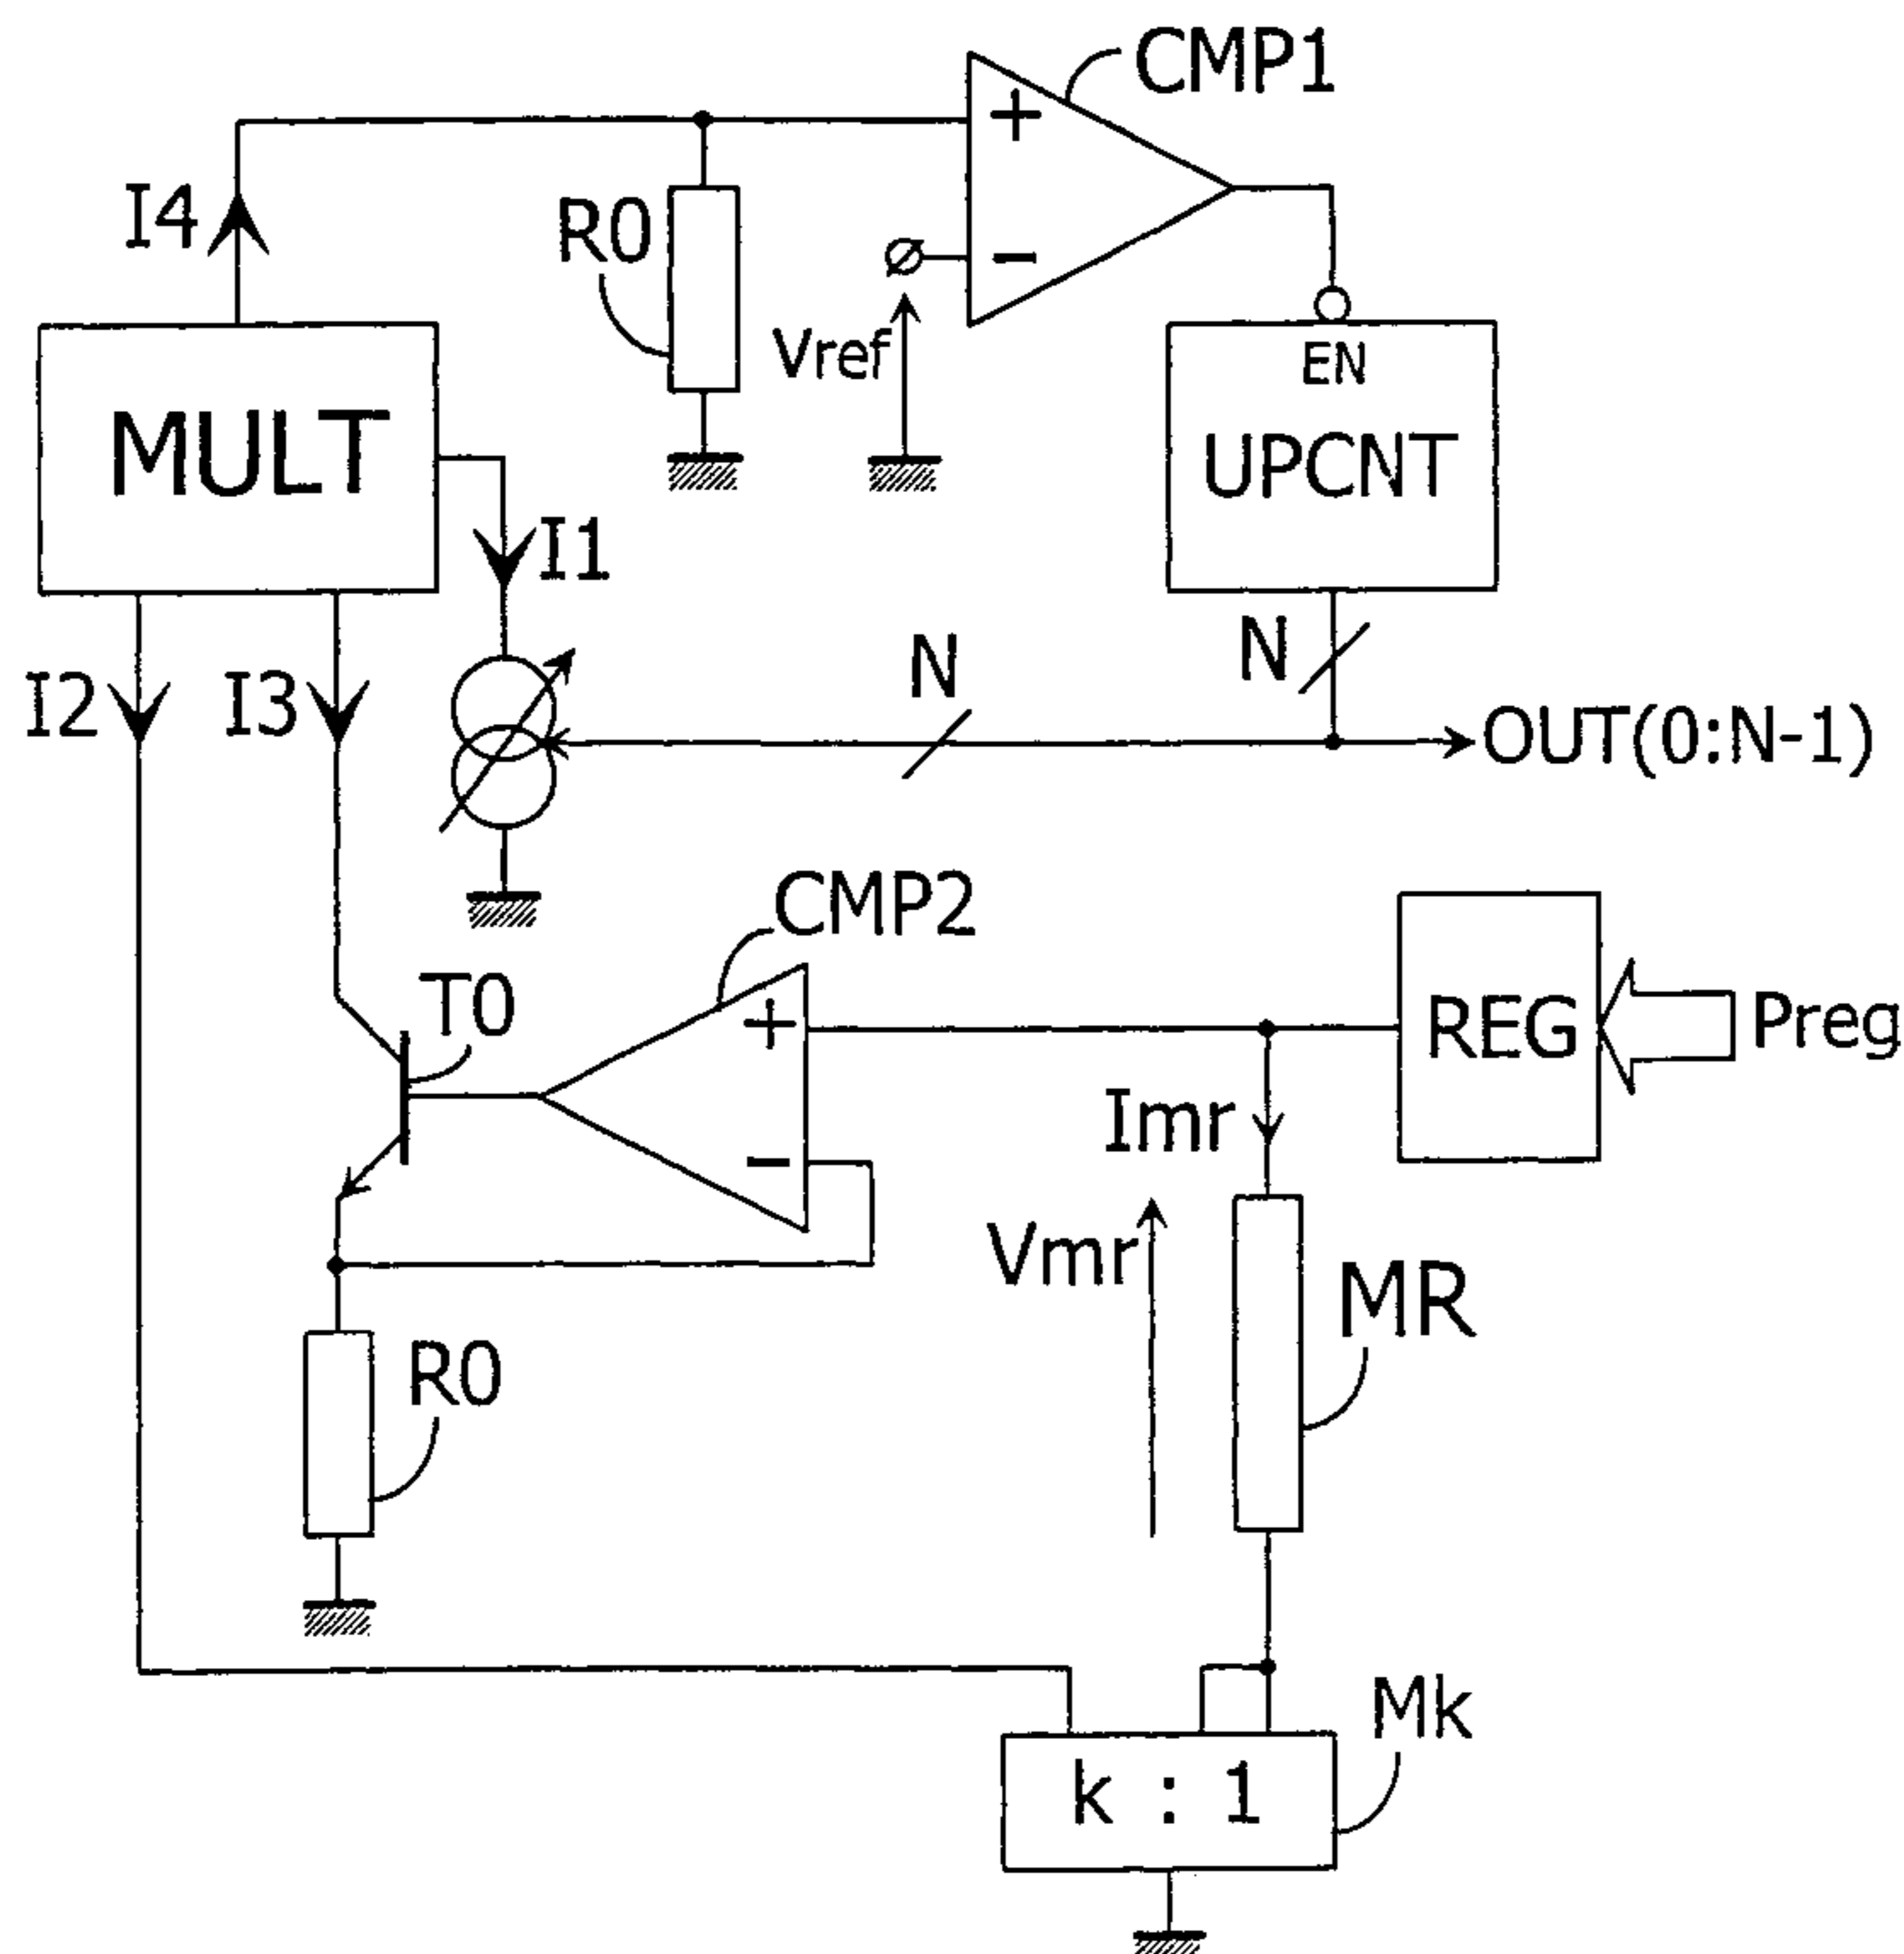 CMP1
+
I4
R0
−
Vref
EN
MULT
UPCNT
I1
N
N
I2
I3
OUT(0:N-1)
CMP2
T0
+
REG
Preg
Imr
−
Vmr
MR
R0
Mk
k : 1